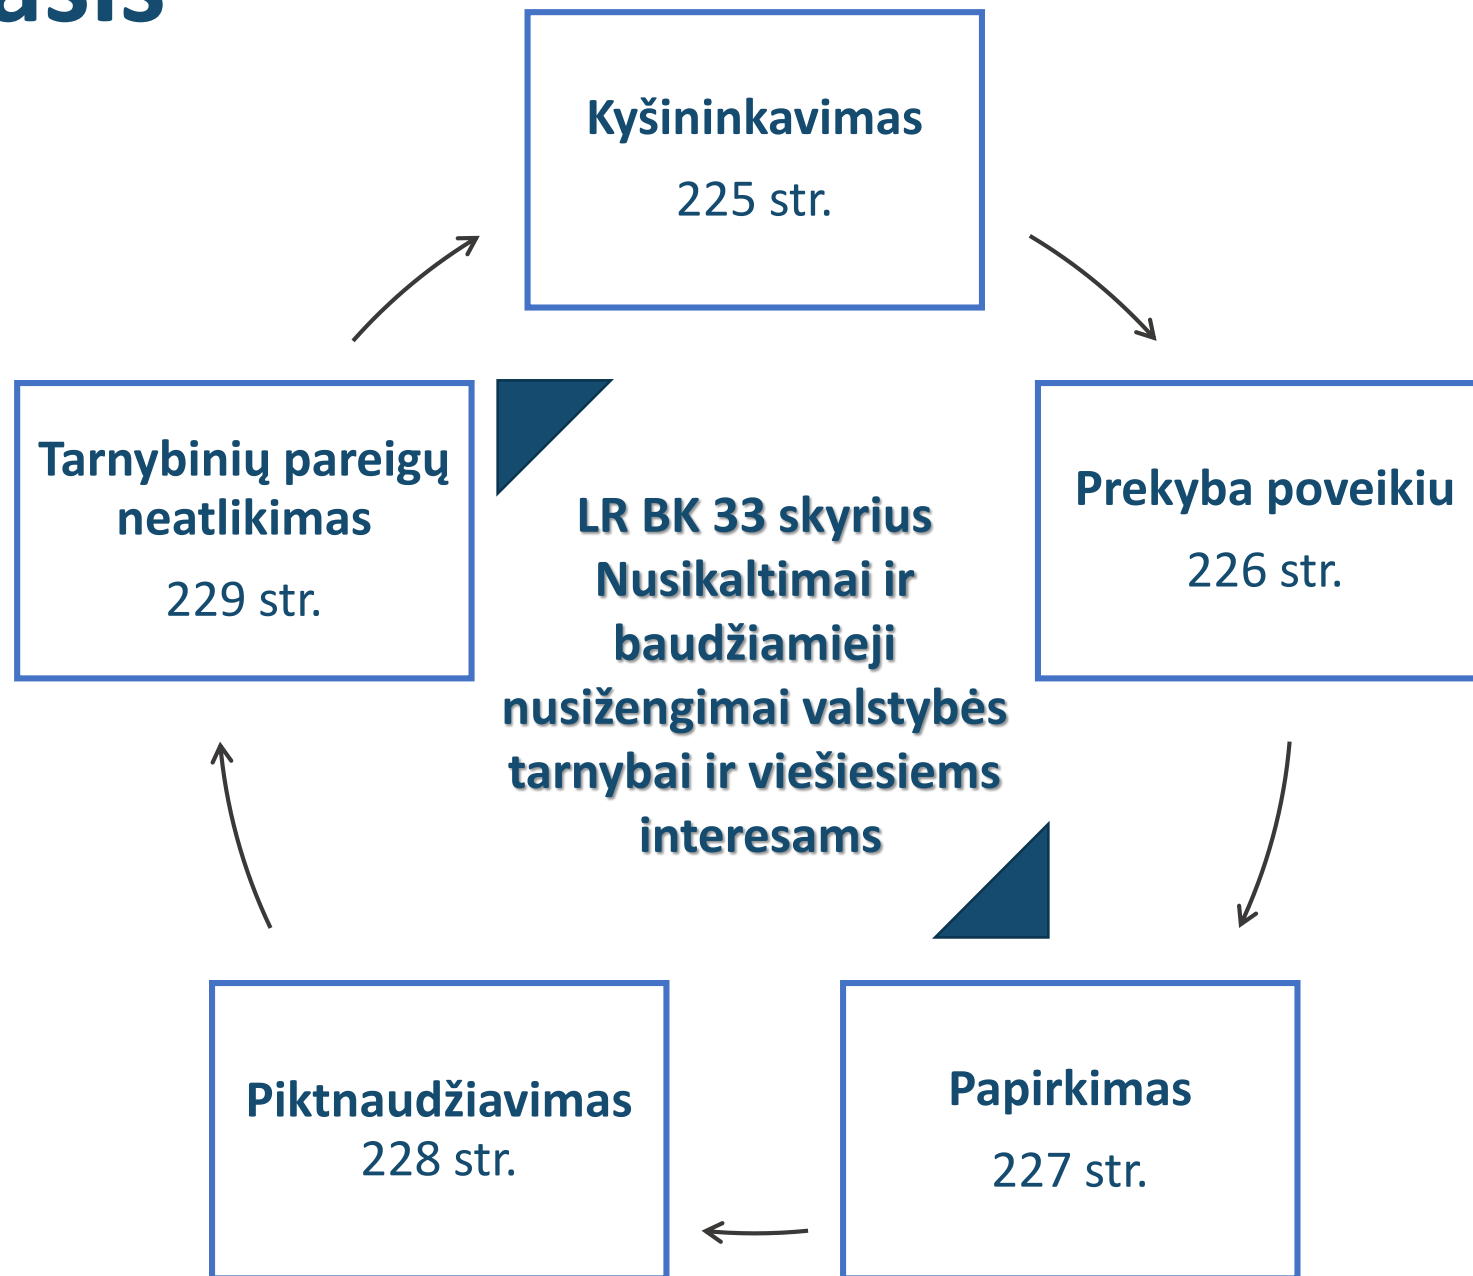 Kyšininkavimas
225 str.
Prekyba poveikiu
226 str.
Papirkimas
227 str.
Piktnaudžiavimas
228 str.
Tarnybinių pareigų
neatlikimas
229 str.
LR BK 33 skyrius
Nusikaltimai ir
baudžiamieji
nusižengimai valstybės
tarnybai ir viešiesiems
interesams